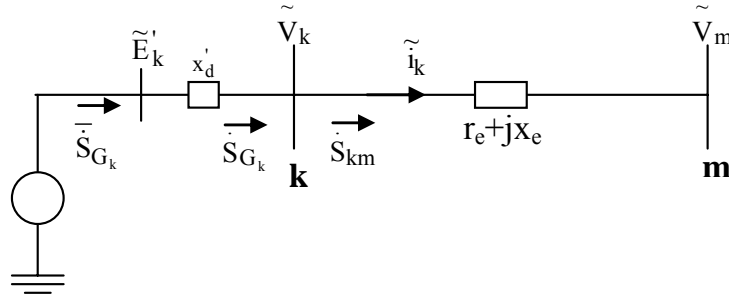 Ẽ'k
x'd
Ṽk
ĩk
Ṽm
S̅̇Gk
ṠGk
Ṡkm
re+jxe
k
m